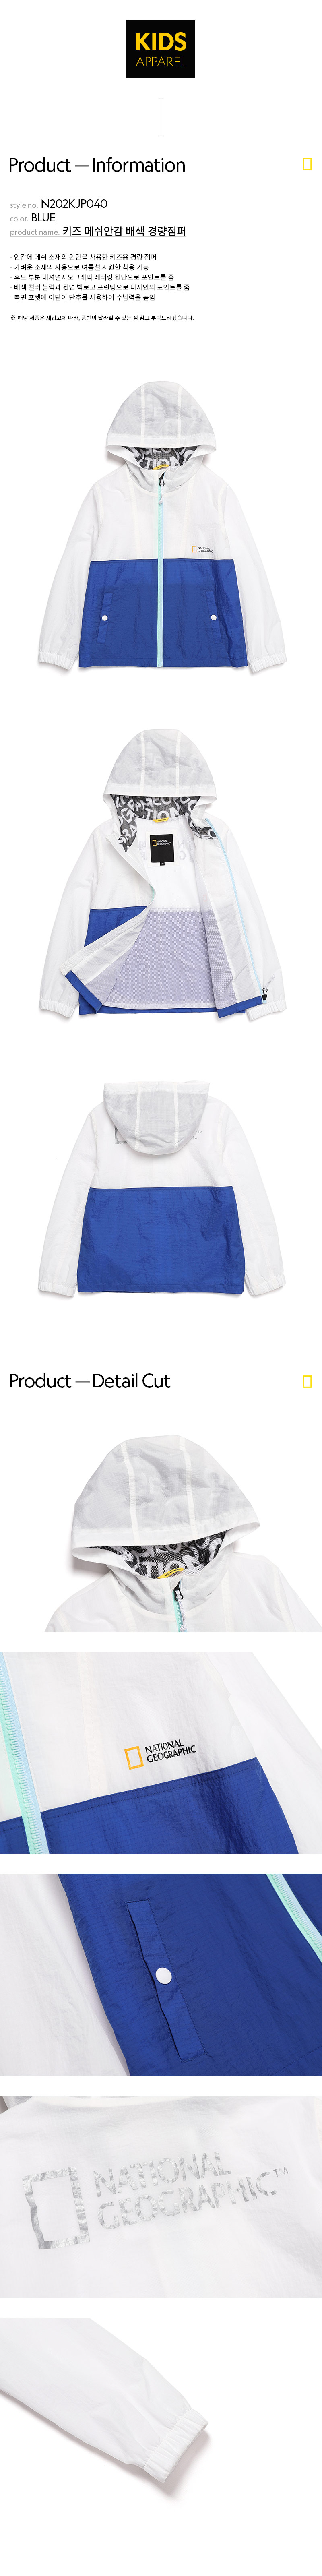 KIDS
APPAREL
Product — Information
style no. N202KJP040
color. BLUE
product name. 키즈 메쉬안감 배색 경량점퍼
- 안감에 메쉬 소재의 원단을 사용한 키즈용 경량 점퍼
- 가벼운 소재의 사용으로 여름철 시원한 착용 가능
- 후드 부분 내셔널지오그래픽 레터링 원단으로 포인트를 줌
- 배색 컬러 블럭과 뒷면 빅로고 프린팅으로 디자인의 포인트를 줌
- 측면 포켓에 여닫이 단추를 사용하여 수납력을 높임
※ 해당 제품은 재입고에 따라, 품번이 달라질 수 있는 점 참고 부탁드리겠습니다.
NATIONAL
GEOGRAPHIC
NATIONAL
GEOGRAPHIC
Product — Detail Cut
NATIONAL
GEOGRAPHIC
NATIONAL
GEOGRAPHIC™